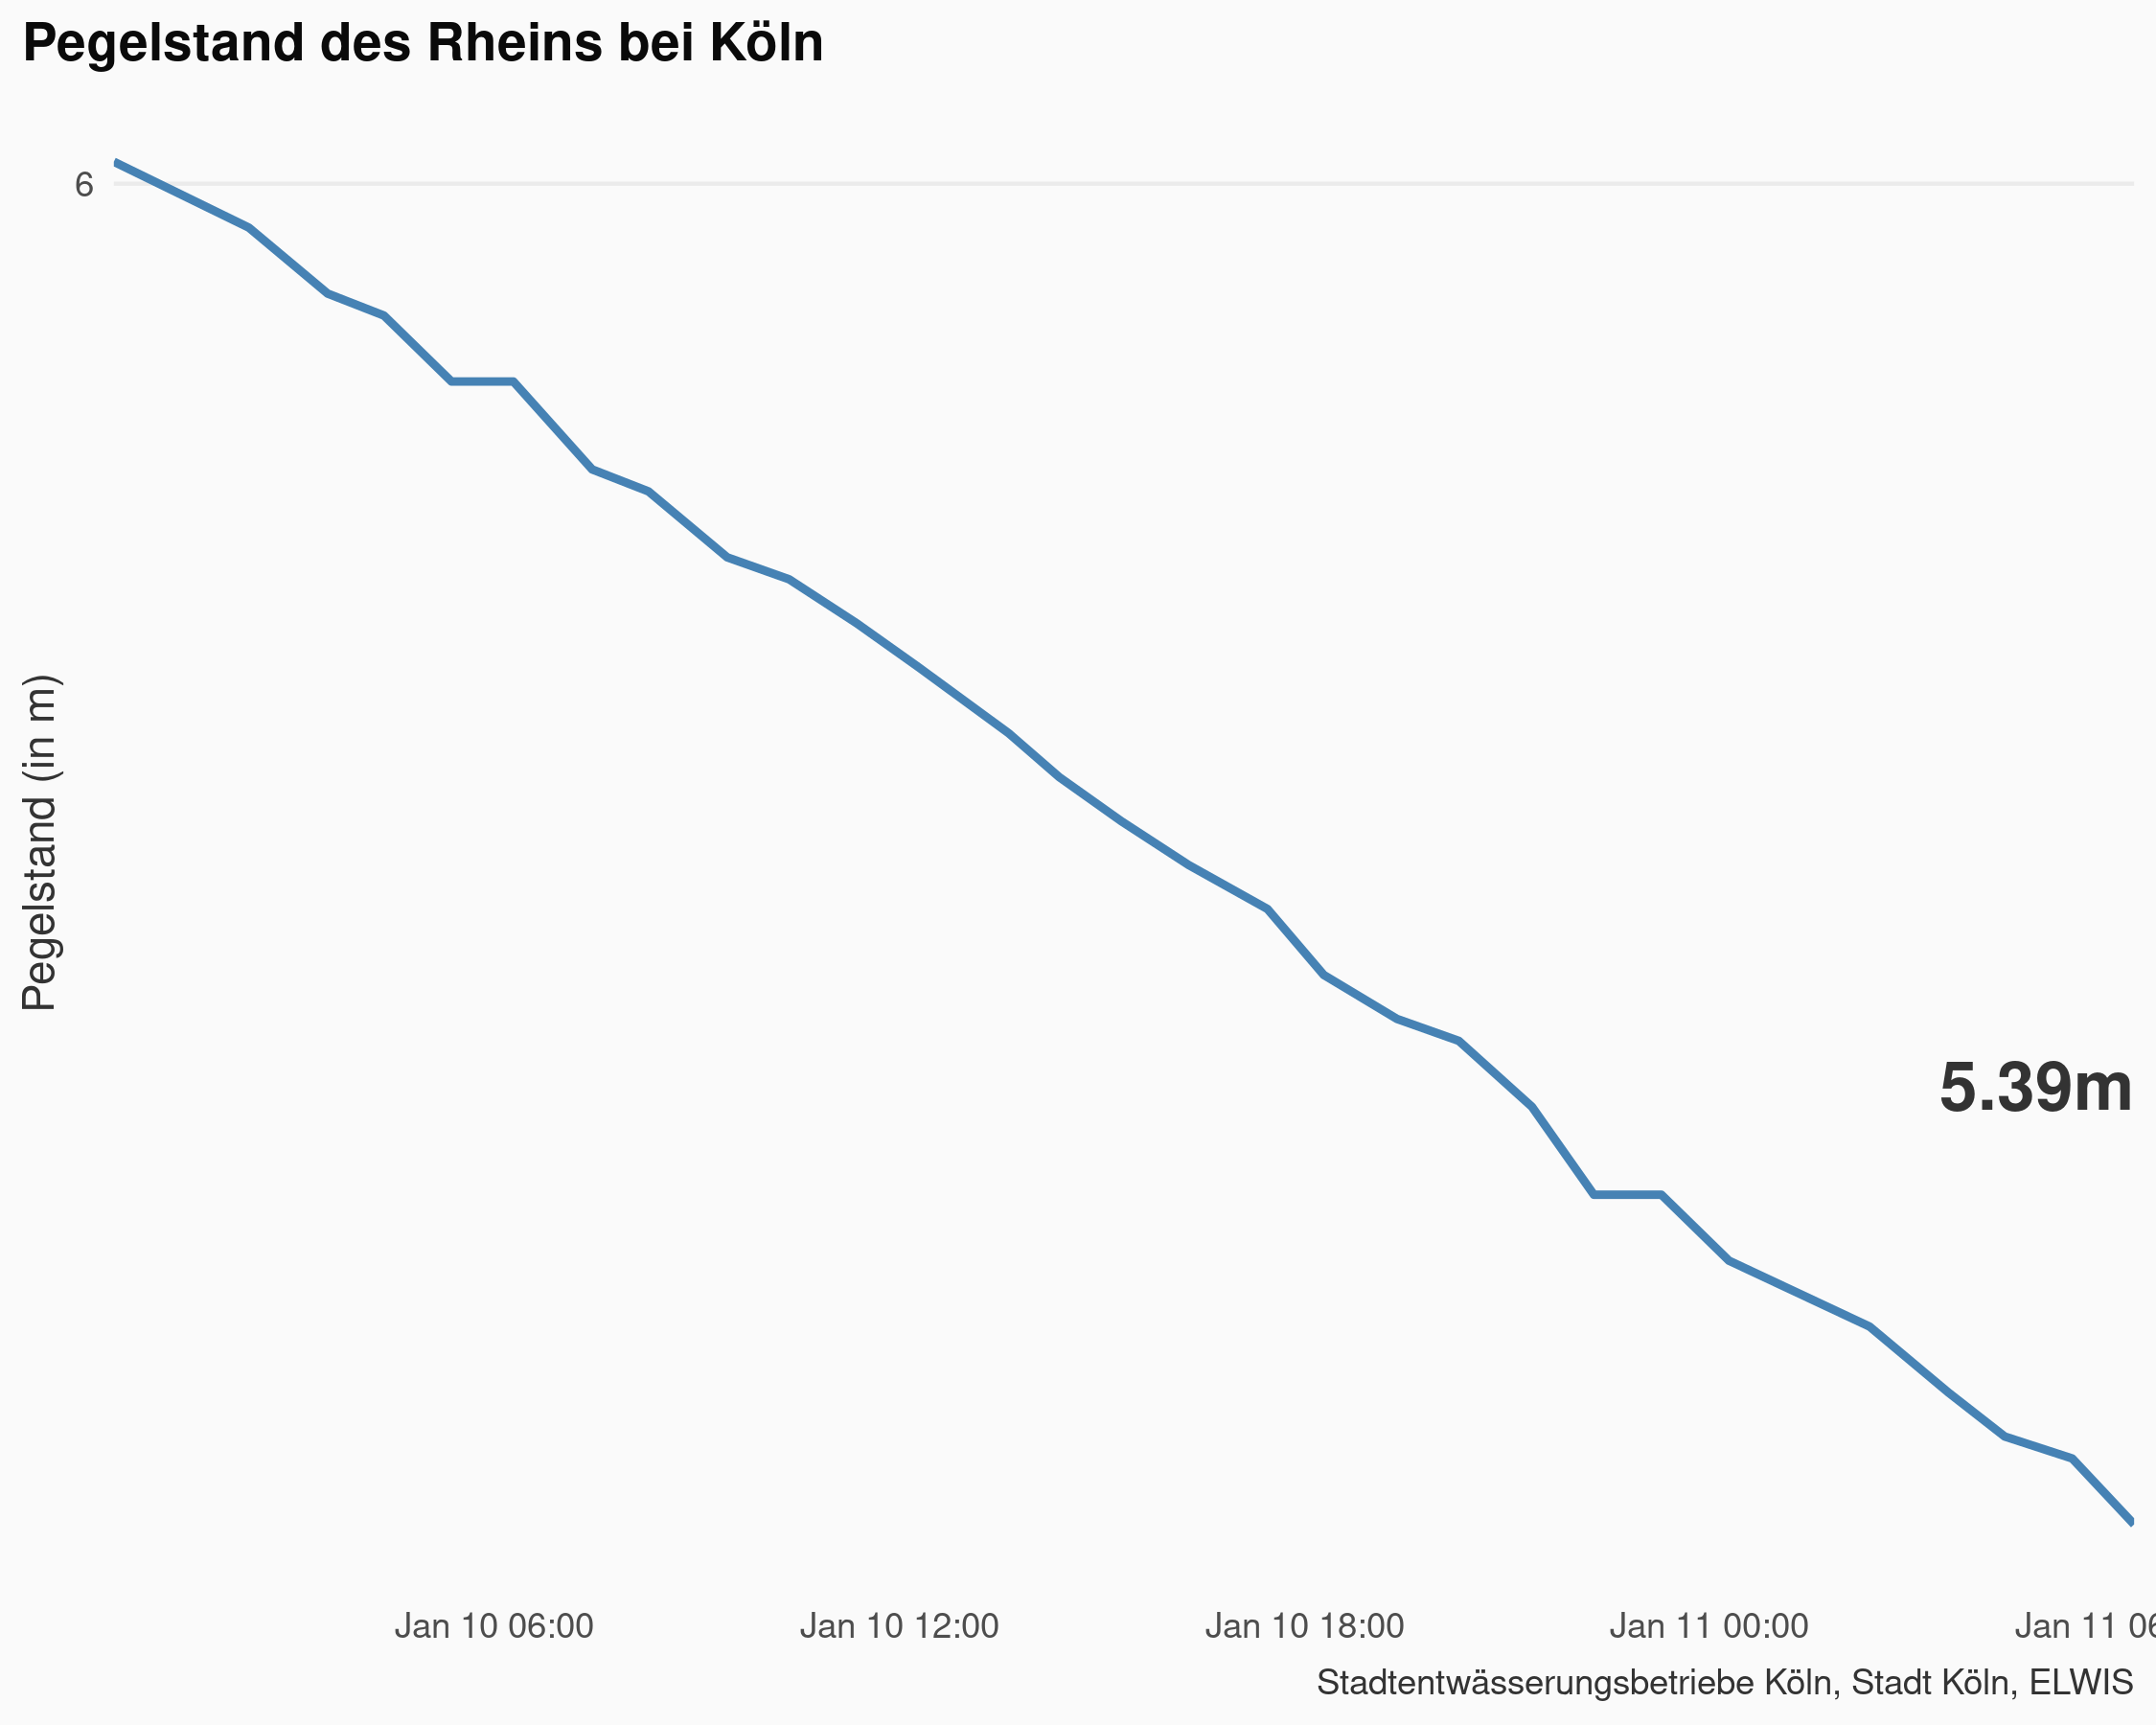 Pegelstand des Rheins bei Köln
6
Pegelstand (in m)
5.39m
Jan 10 06:00
Jan 10 12:00
Jan 10 18:00
Jan 11 00:00
Jan 11 06
Stadtentwässerungsbetriebe Köln, Stadt Köln, ELWIS